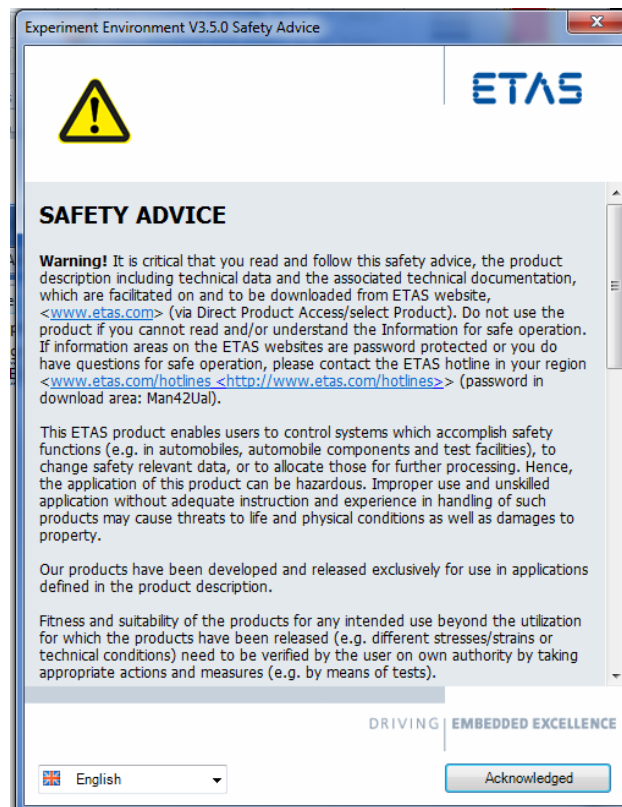 Experiment Environment V3.5.0 Safety Advice
ETAS
SAFETY ADVICE
Warning! It is critical that you read and follow this safety advice, the product
description including technical data and the associated technical documentation,
which are facilitated on and to be downloaded from ETAS website,
<www.etas.com> (via Direct Product Access/select Product). Do not use the
product if you cannot read and/or understand the Information for safe operation.
If information areas on the ETAS websites are password protected or you do
have questions for safe operation, please contact the ETAS hotline in your region
<www.etas.com/hotlines <http://www.etas.com/hotlines>> (password in
download area: Man42Ual).
This ETAS product enables users to control systems which accomplish safety
functions (e.g. in automobiles, automobile components and test facilities), to
change safety relevant data, or to allocate those for further processing. Hence,
the application of this product can be hazardous. Improper use and unskilled
application without adequate instruction and experience in handling of such
products may cause threats to life and physical conditions as well as damages to
property.
Our products have been developed and released exclusively for use in applications
defined in the product description.
Fitness and suitability of the products for any intended use beyond the utilization
for which the products have been released (e.g. different stresses/strains or
technical conditions) need to be verified by the user on own authority by taking
appropriate actions and measures (e.g. by means of tests).
DRIVING EMBEDDED EXCELLENCE
English
Acknowledged